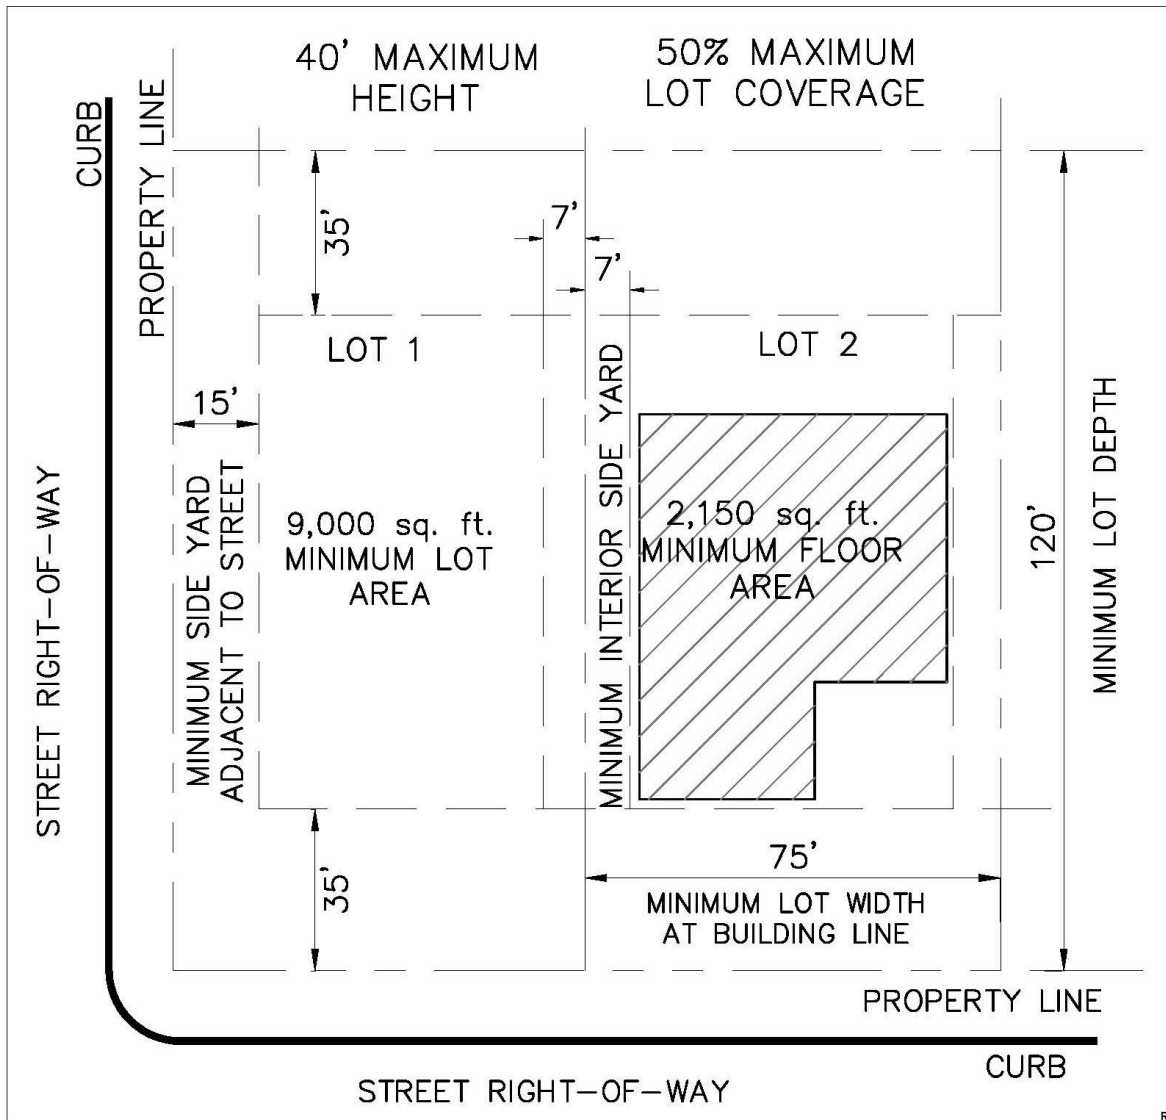 40' MAXIMUM
HEIGHT
50% MAXIMUM
LOT COVERAGE
CURB
PROPERTY LINE
35'
7'
7'
LOT 1
LOT 2
15'
MINIMUM SIDE YARD
ADJACENT TO STREET
9,000 sq. ft.
MINIMUM LOT
AREA
MINIMUM INTERIOR SIDE YARD
2,150 sq. ft.
MINIMUM FLOOR
AREA
120'
MINIMUM LOT DEPTH
STREET RIGHT-OF-WAY
35'
75'
MINIMUM LOT WIDTH
AT BUILDING LINE
PROPERTY LINE
CURB
STREET RIGHT-OF-WAY